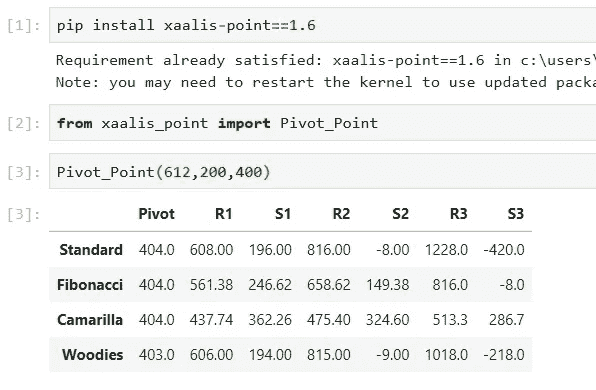 [1]: pip install xaalis-point==1.6
Requirement already satisfied: xaalis-point==1.6 in c:\users\
Note: you may need to restart the kernel to use updated
[2]: from xaalis_point import Pivot_Point
[3]: Pivot_Point(612,200,400)
[3]:
Pivot R1 S1 R2 S2 R3 S3
Standard 404.0 608.00 196.00 816.00 -8.00 1228.0 -420.0
Fibonacci 404.0 561.38 246.62 658.62 149.38 816.0 -8.0
Camarilla 404.0 437.74 362.26 475.40 324.60 513.3 286.7
Woodies 403.0 606.00 194.00 815.00 -9.00 1018.0 -218.0